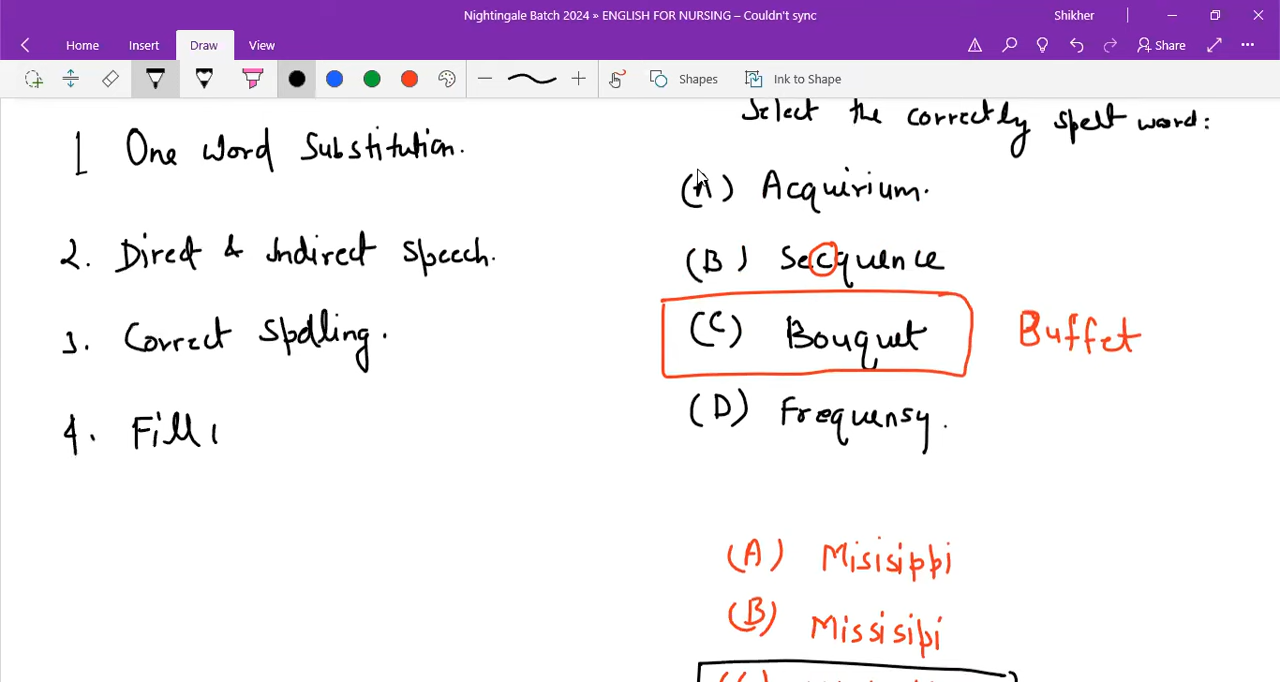 Nightingale Batch 2024 » ENGLISH FOR NURSING – Couldn't sync
Shikher
Home Insert Draw View
Share
Shapes
Ink to Shape
Select the correctly spelt word:
1 One Word Substitution.
(A) Acquirium.
2. Direct & Indirect Speech.
(B) Secquence
3. Correct Spelling.
(C) Bouquet
Buffet
(D) Frequensy.
4. Fill
(A) Misisippi
(B) Missisipi
(C)